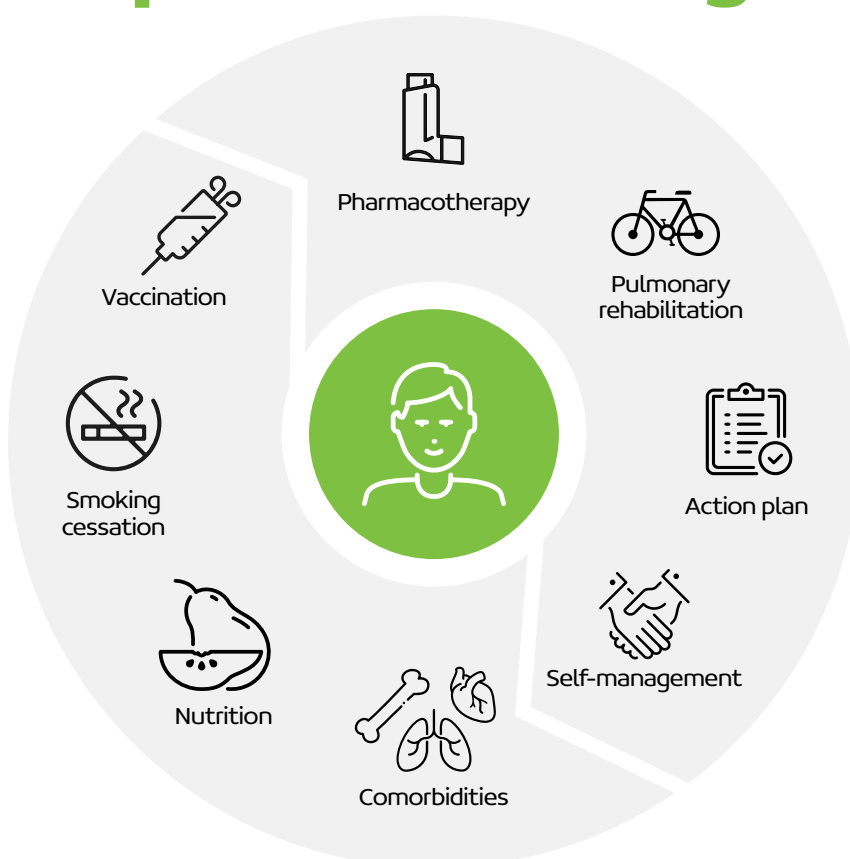 Pharmacotherapy
Pulmonary
rehabilitation
Action plan
Self-management
Comorbidities
Nutrition
Smoking
cessation
Vaccination